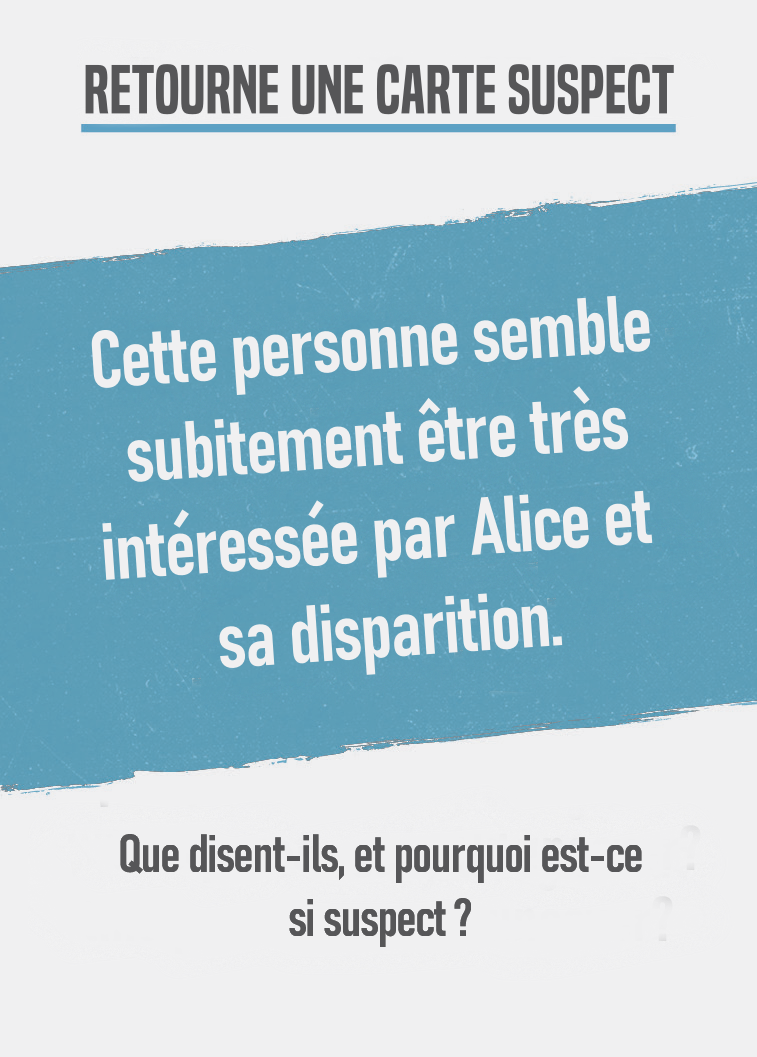 RETOURNE UNE CARTE SUSPECT
Cette personne semble
subitement être très
intéressée par Alice et
sa disparition.
Que disent-ils, et pourquoi est-ce
si suspect ?